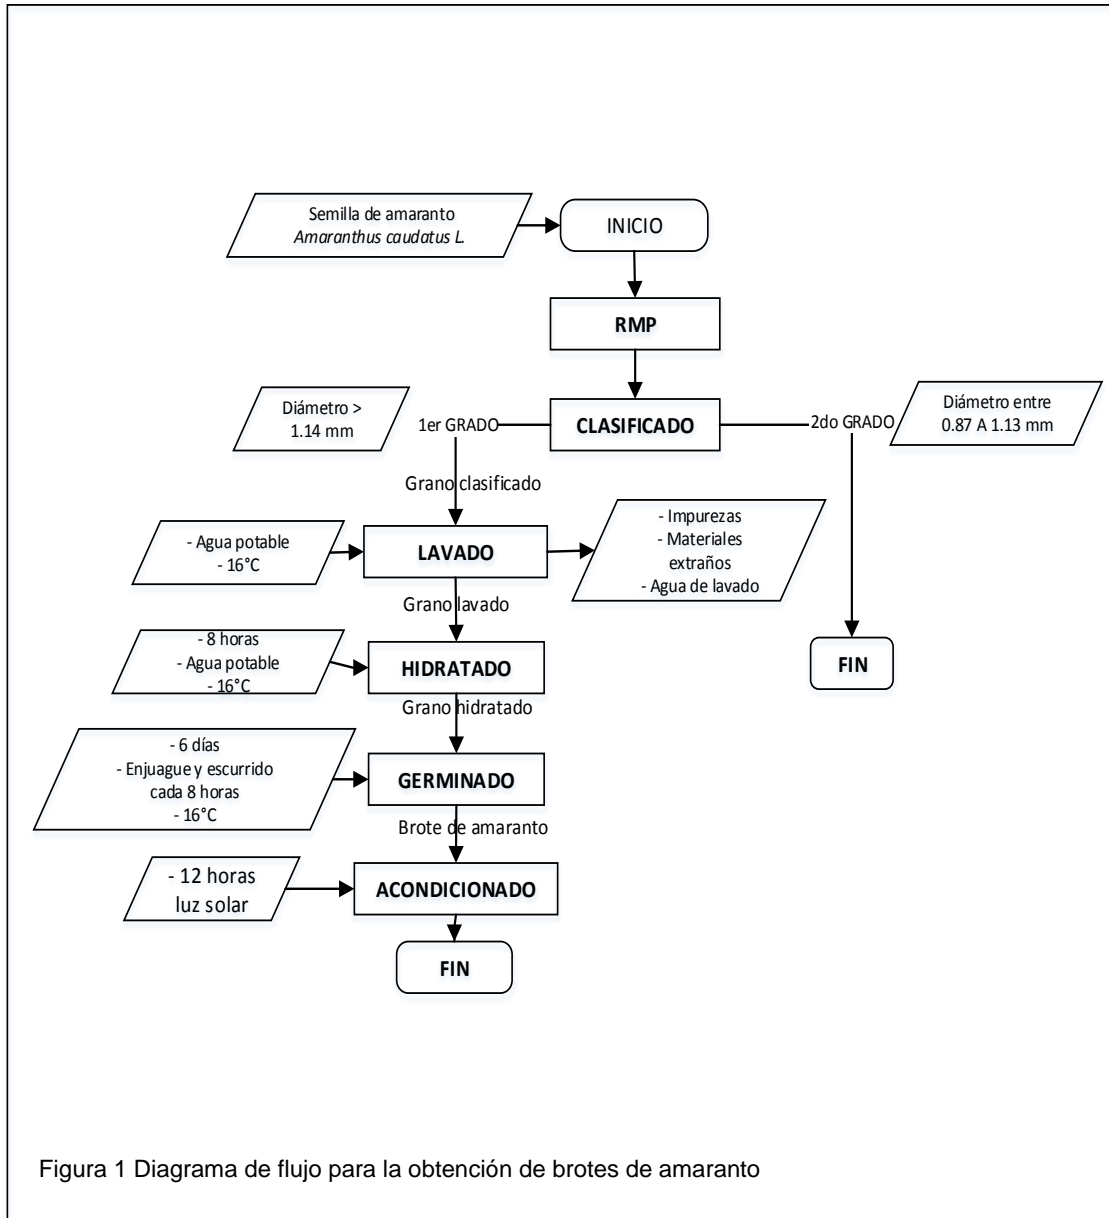 Semilla de amaranto
Amaranthus caudatus L.
INICIO
RMP
Diámetro >
1.14 mm
1er GRADO
CLASIFICADO
2do GRADO
Diámetro entre
0.87 A 1.13 mm
Grano clasificado
- Agua potable
- 16°C
LAVADO
- Impurezas
- Materiales
extraños
- Agua de lavado
Grano lavado
- 8 horas
- Agua potable
- 16°C
HIDRATADO
FIN
Grano hidratado
- 6 días
- Enjuague y escurrido
cada 8 horas
- 16°C
GERMINADO
Brote de amaranto
- 12 horas
luz solar
ACONDICIONADO
FIN
Figura 1 Diagrama de flujo para la obtención de brotes de amaranto